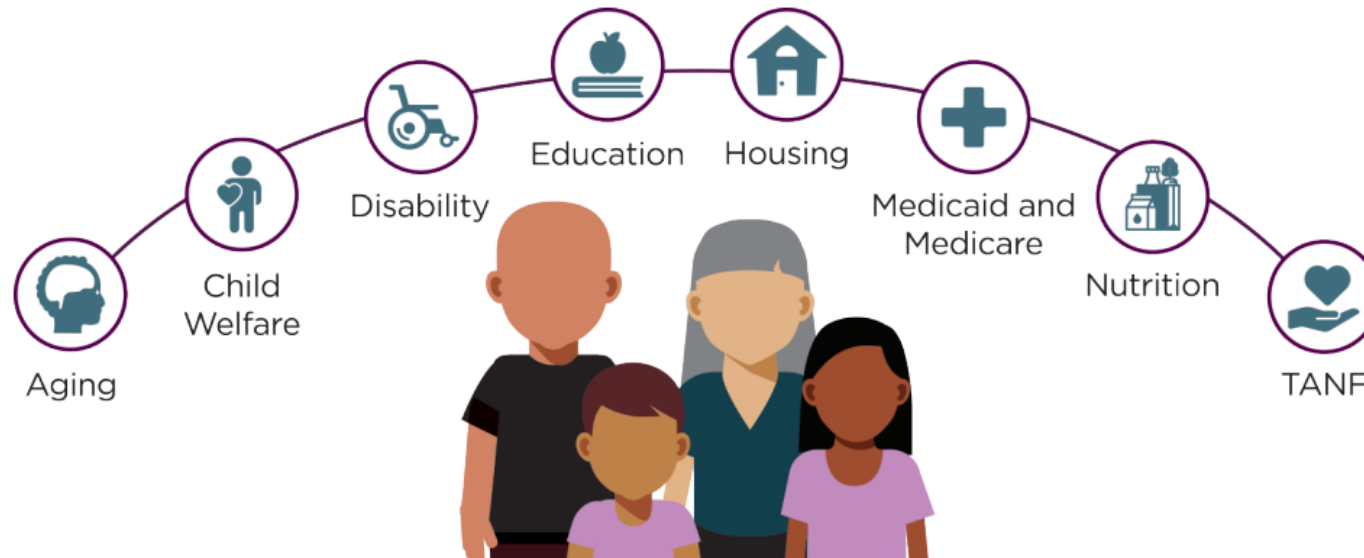 Aging
Child
Welfare
Disability
Education
Housing
Medicaid and
Medicare
Nutrition
TANF